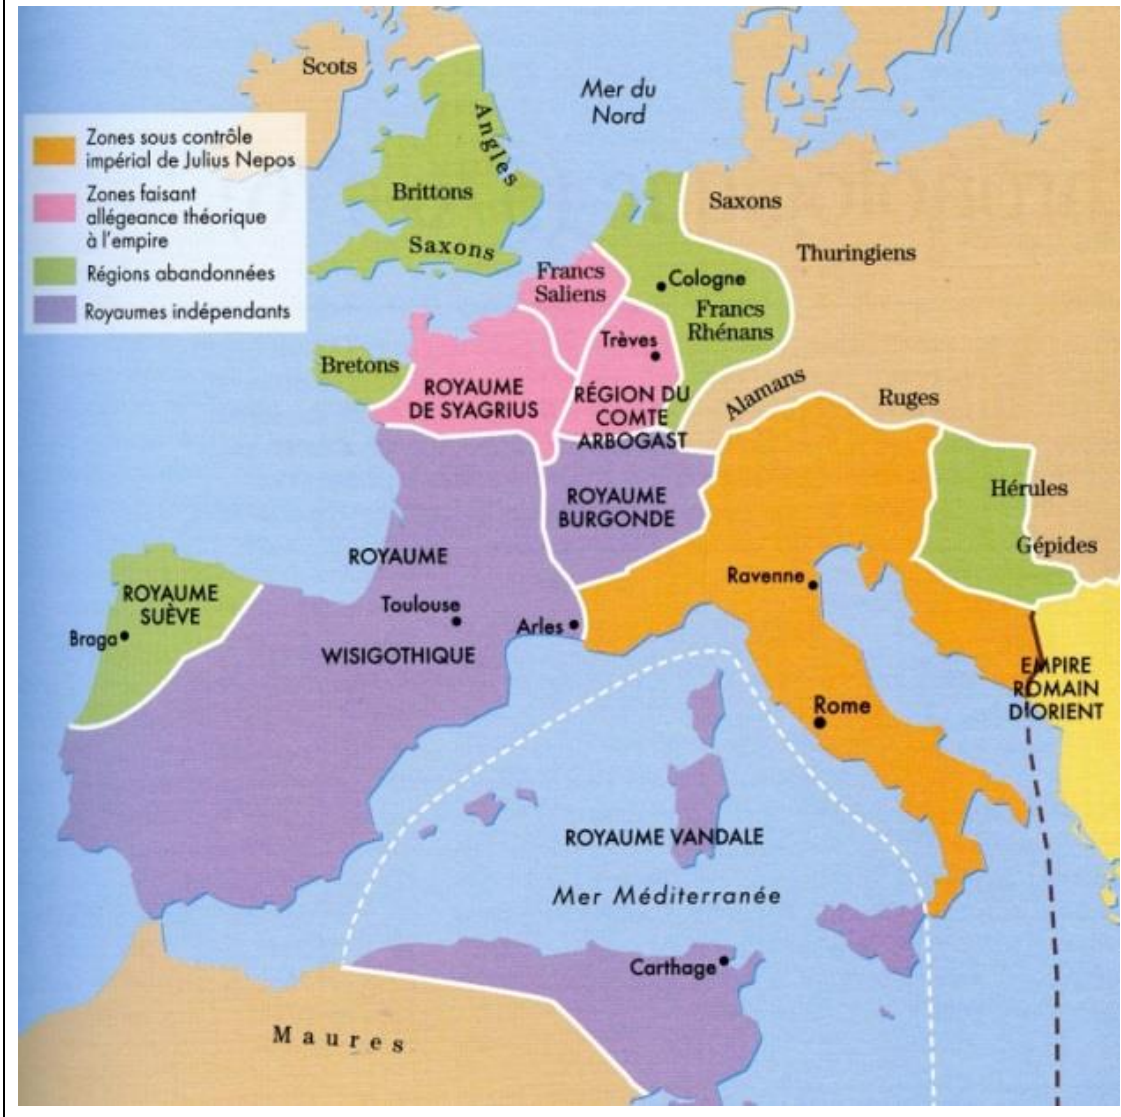 Scots
Mer du
Nord
Zones sous contrôle
impérial de Julius Nepos
Zones faisant
allégeance théorique
à l'empire
Régions abandonnées
Royaumes indépendants
Angles
Brittons
Saxons
Saxons
Thuringiens
Francs
Saliens
Cologne
Francs
Rhénans
Trèves
Bretons
ROYAUME
DE SYAGRIUS
RÉGION DU
COMTE
ARBOGAST
Alamans
Ruges
ROYAUME
BURGONDE
Hérules
Gépides
ROYAUME
WISIGOTHIQUE
Toulouse
Arles
Ravenne
ROYAUME
SUÈVE
Braga
EMPIRE
ROMAIN
D'ORIENT
Rome
ROYAUME VANDALE
Mer Méditerranée
Carthage
Maures